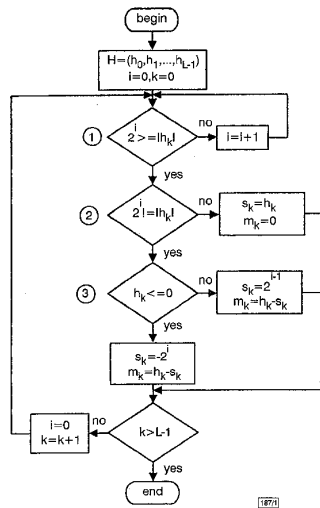 begin
H=(h0,h1,...,hL-1)
i=0,k=0
1
2^i>=|hk|
no
i=i+1
yes
2
2^i!=|hk|
no
sk=hk
mk=0
yes
3
hk<=0
no
sk=2^i-1
mk=hk-sk
yes
sk=-2^i
mk=hk-sk
i=0
k=k+1
no
k>L-1
yes
end
187/1